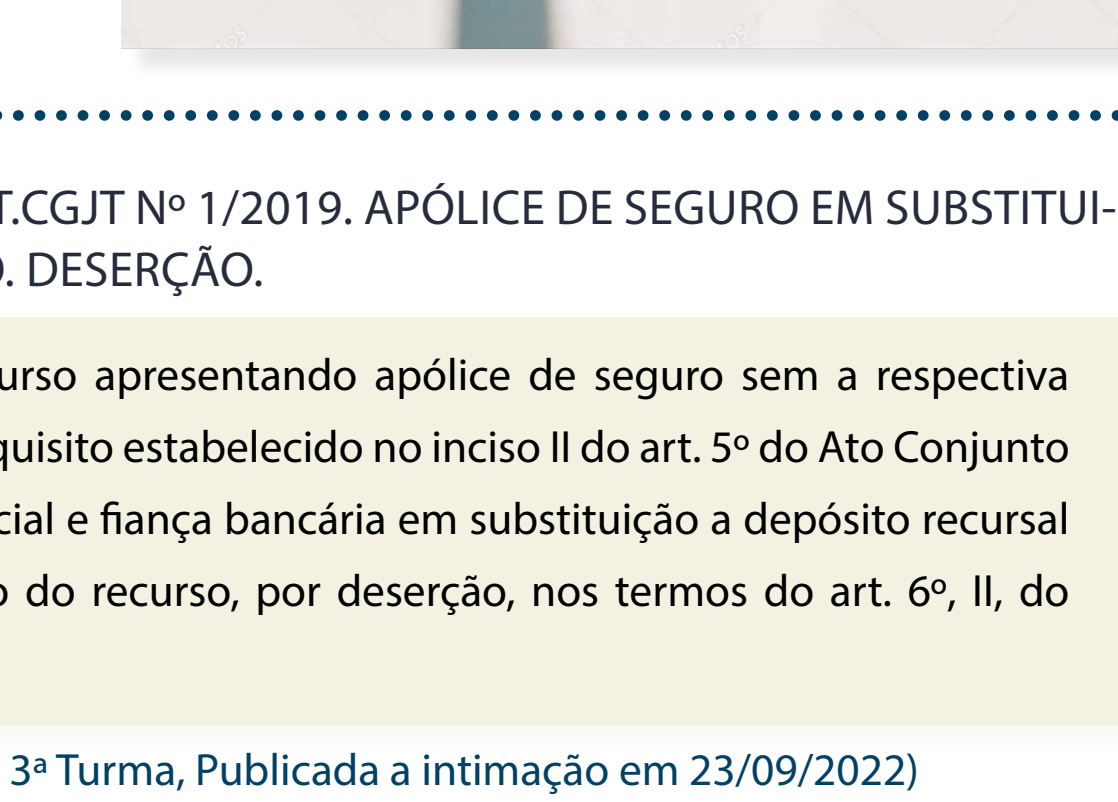 T.CGJT Nº 1/2019. APÓLICE DE SEGURO EM SUBSTITUI-
O. DESERÇÃO.
urso apresentando apólice de seguro sem a respectiva
quisito estabelecido no inciso II do art. 5º do Ato Conjunto
cial e fiança bancária em substituição a depósito recursal
o do recurso, por deserção, nos termos do art. 6º, II, do
3ª Turma, Publicada a intimação em 23/09/2022)